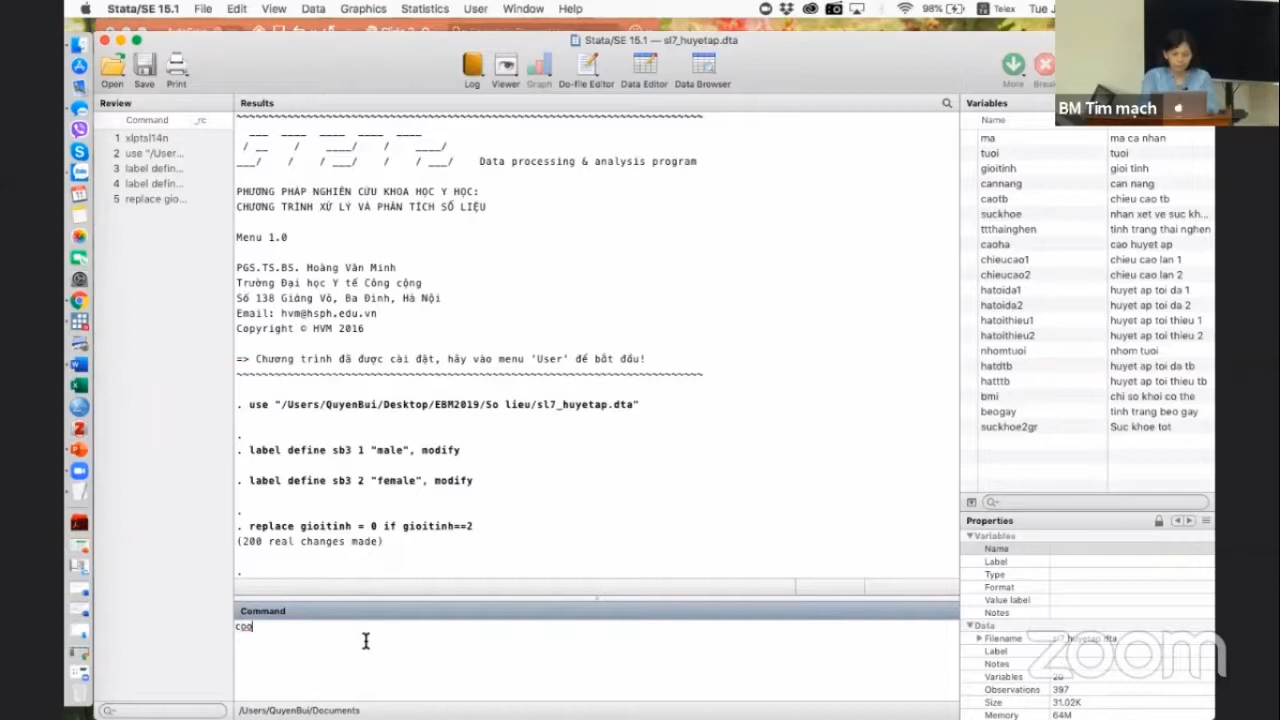 Stata/SE 15.1 File Edit View Data Graphics Statistics User Window Help 98% Telex Tue
Stata/SE 15.1 — sl7_huyetap.dta
Open Save Print Log Viewer Graph Do-file Editor Data Editor Data Browser More Break
BM Tim mạch
Review
Command _rc
1 xlptsl14n
2 use "/User...
3 label defin...
4 label defin...
5 replace gio...
Results
Data processing & analysis program
PHƯƠNG PHÁP NGHIÊN CỨU KHOA HỌC Y HỌC:
CHƯƠNG TRÌNH XỬ LÝ VÀ PHÂN TÍCH SỐ LIỆU
Menu 1.0
PGS.TS.BS. Hoàng Văn Minh
Trường Đại học Y tế Công cộng
Số 138 Giảng Võ, Ba Đình, Hà Nội
Email: hvm@hsph.edu.vn
Copyright © HVM 2016
=> Chương trình đã được cài đặt, hãy vào menu 'User' để bắt đầu!
. use "/Users/QuyenBui/Desktop/EBM2019/So lieu/sl7_huyetap.dta"
.
. label define sb3 1 "male", modify
. label define sb3 2 "female", modify
.
. replace gioitinh = 0 if gioitinh==2
(200 real changes made)
.
Command
coo
/Users/QuyenBui/Documents
Variables
Name
ma ma ca nhan
tuoi tuoi
gioitinh gioi tinh
cannang can nang
caotb chieu cao tb
suckhoe nhan xet ve suc kh...
ttthainghen tinh trang thai nghen
caoha cao huyet ap
chieucao1 chieu cao lan 1
chieucao2 chieu cao lan 2
hatoida1 huyet ap toi da 1
hatoida2 huyet ap toi da 2
hatoithieu1 huyet ap toi thieu 1
hatoithieu2 huyet ap toi thieu 2
nhomtuoi nhom tuoi
hatdtb huyet ap toi da tb
hatttb huyet ap toi thieu tb
bmi chi so khoi co the
beogay tinh trang beo gay
suckhoe2gr Suc khoe tot
Properties
Variables
Name
Label
Type
Format
Value label
Notes
Data
Filename sl7_huyetap.dta
Label
Notes
Variables 20
Observations 397
Size 31.02K
Memory 64M
zoom